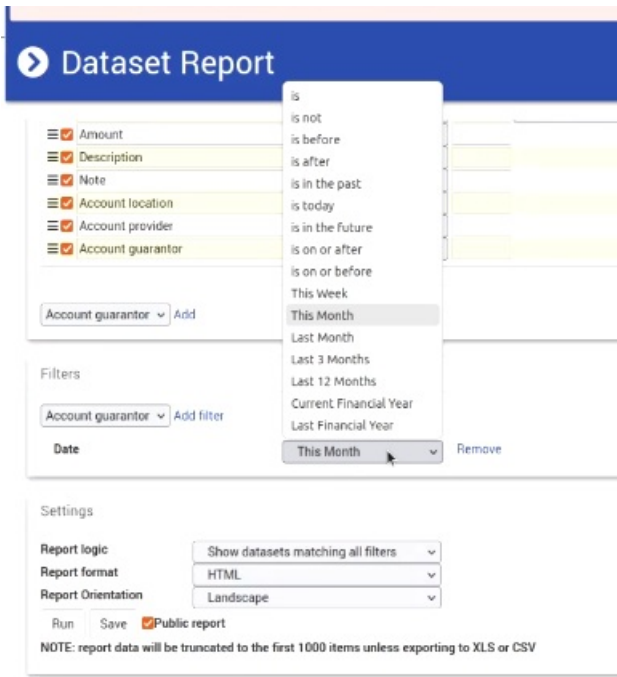 Dataset Report
is
is not
is before
is after
is in the past
is today
is in the future
is on or after
is on or before
This Week
This Month
Last Month
Last 3 Months
Last 12 Months
Current Financial Year
Last Financial Year
Amount
Description
Note
Account location
Account provider
Account guarantor
Account guarantor Add
Filters
Account guarantor Add filter
Date This Month Remove
Settings
Report logic Show datasets matching all filters
Report format HTML
Report Orientation Landscape
Run Save Public report
NOTE: report data will be truncated to the first 1000 items unless exporting to XLS or CSV